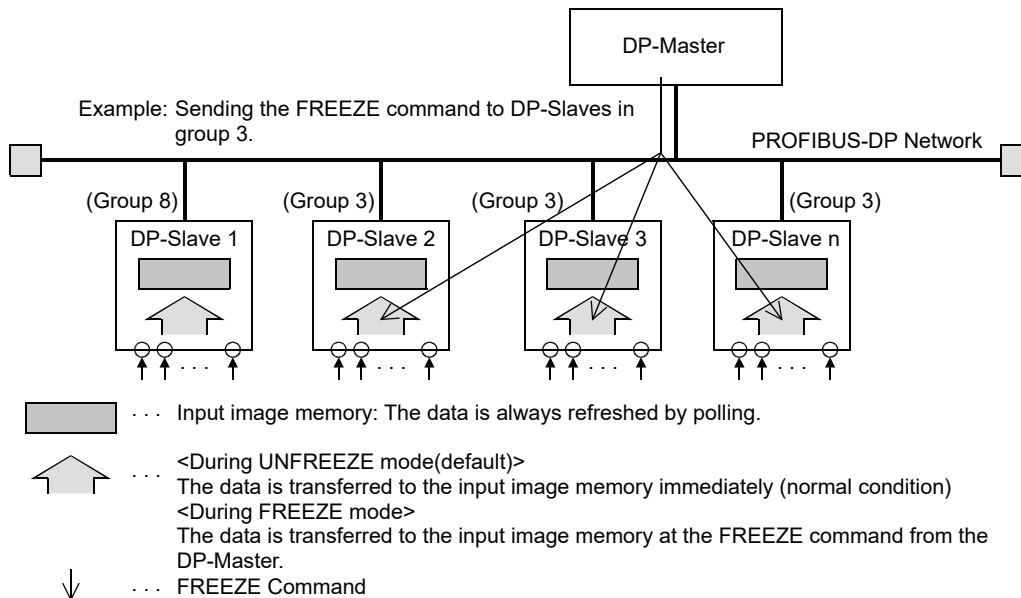 DP-Master
Example: Sending the FREEZE command to DP-Slaves in
group 3.
PROFIBUS-DP Network
(Group 8)
(Group 3)
(Group 3)
(Group 3)
DP-Slave 1
DP-Slave 2
DP-Slave 3
DP-Slave n
. . .
. . .
. . .
. . .
. . . Input image memory: The data is always refreshed by polling.
<During UNFREEZE mode(default)>
. . . The data is transferred to the input image memory immediately (normal condition)
<During FREEZE mode>
The data is transferred to the input image memory at the FREEZE command from the
DP-Master.
. . . FREEZE Command